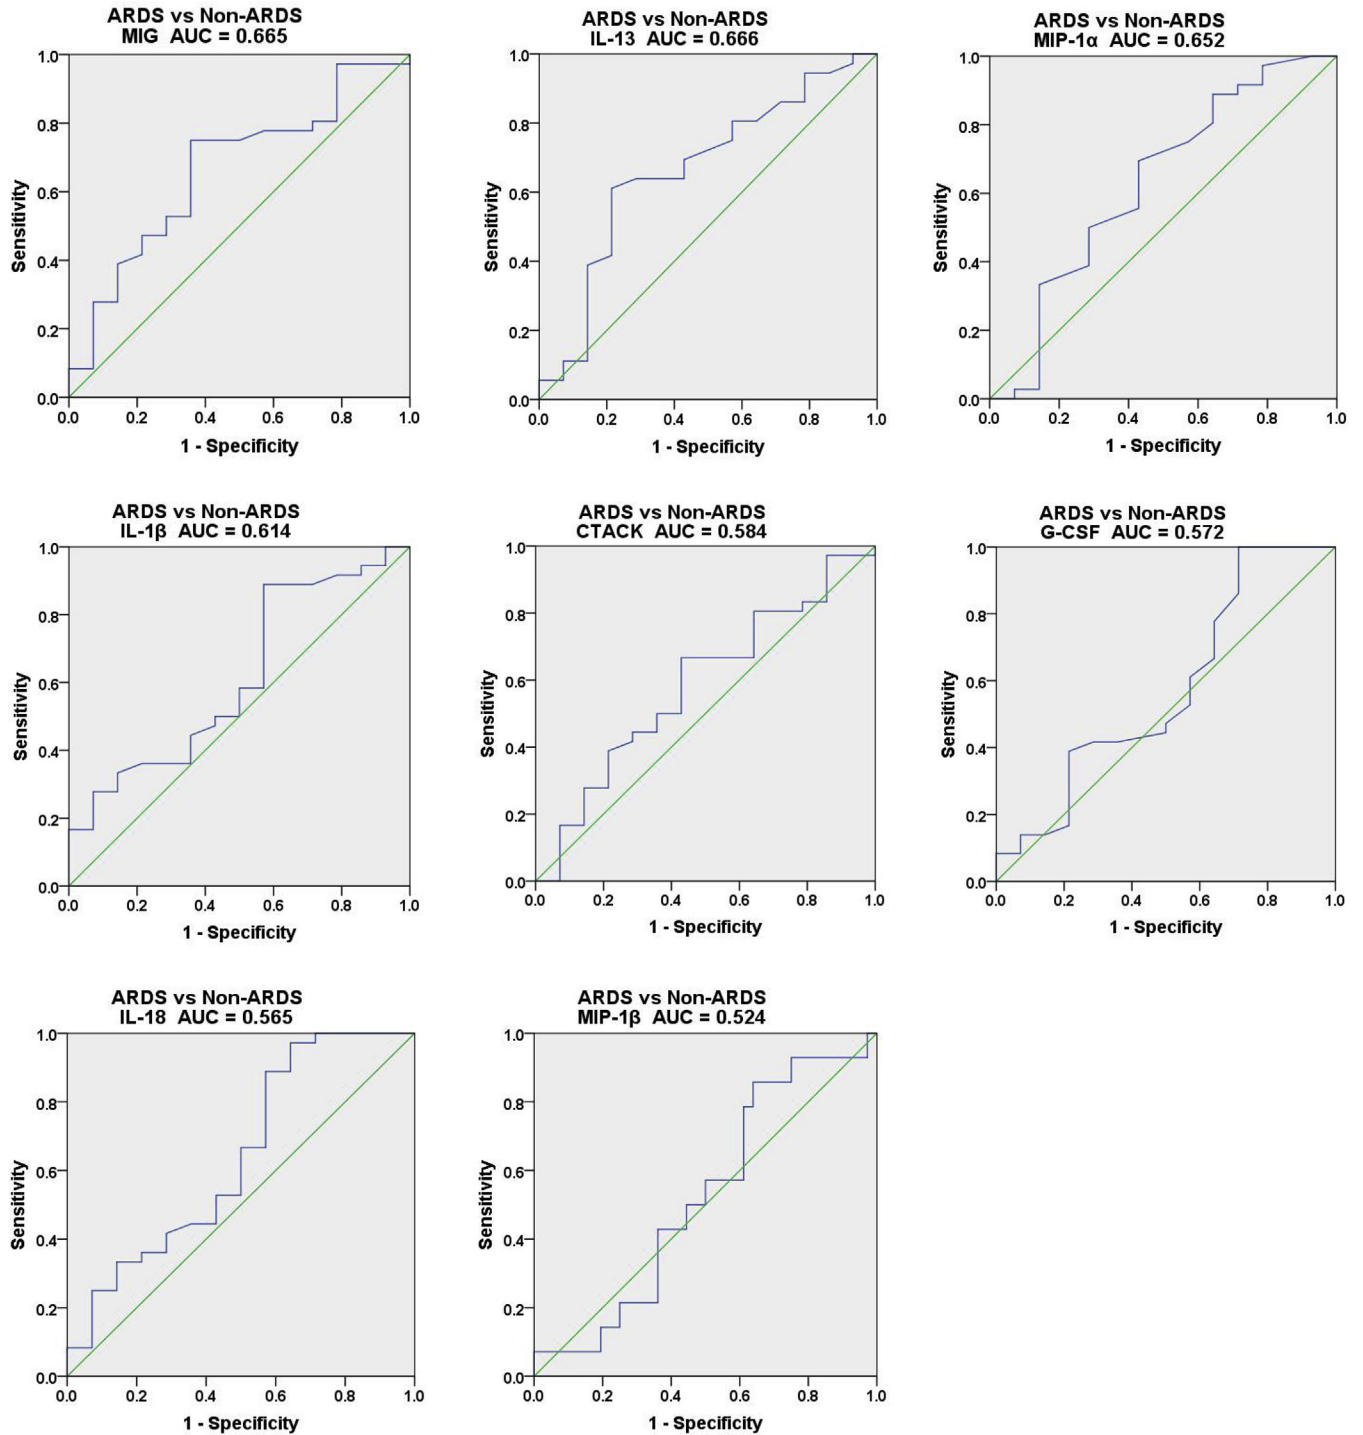 ARDS vs Non-ARDS
MIG AUC = 0.665
1.0
0.8
0.6
0.4
0.2
0.0
Sensitivity
0.0 0.2 0.4 0.6 0.8 1.0
1 - Specificity
ARDS vs Non-ARDS
IL-13 AUC = 0.666
1.0
0.8
0.6
0.4
0.2
0.0
Sensitivity
0.0 0.2 0.4 0.6 0.8 1.0
1 - Specificity
ARDS vs Non-ARDS
MIP-1α AUC = 0.652
1.0
0.8
0.6
0.4
0.2
0.0
Sensitivity
0.0 0.2 0.4 0.6 0.8 1.0
1 - Specificity
ARDS vs Non-ARDS
IL-1β AUC = 0.614
1.0
0.8
0.6
0.4
0.2
0.0
Sensitivity
0.0 0.2 0.4 0.6 0.8 1.0
1 - Specificity
ARDS vs Non-ARDS
CTACK AUC = 0.584
1.0
0.8
0.6
0.4
0.2
0.0
Sensitivity
0.0 0.2 0.4 0.6 0.8 1.0
1 - Specificity
ARDS vs Non-ARDS
G-CSF AUC = 0.572
1.0
0.8
0.6
0.4
0.2
0.0
Sensitivity
0.0 0.2 0.4 0.6 0.8 1.0
1 - Specificity
ARDS vs Non-ARDS
IL-18 AUC = 0.565
1.0
0.8
0.6
0.4
0.2
0.0
Sensitivity
0.0 0.2 0.4 0.6 0.8 1.0
1 - Specificity
ARDS vs Non-ARDS
MIP-1β AUC = 0.524
1.0
0.8
0.6
0.4
0.2
0.0
Sensitivity
0.0 0.2 0.4 0.6 0.8 1.0
1 - Specificity